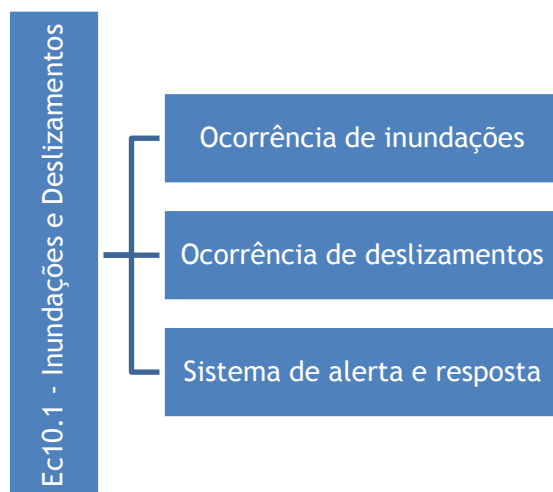 Ec10.1 - Inundações e Deslizamentos
Ocorrência de inundações
Ocorrência de deslizamentos
Sistema de alerta e resposta